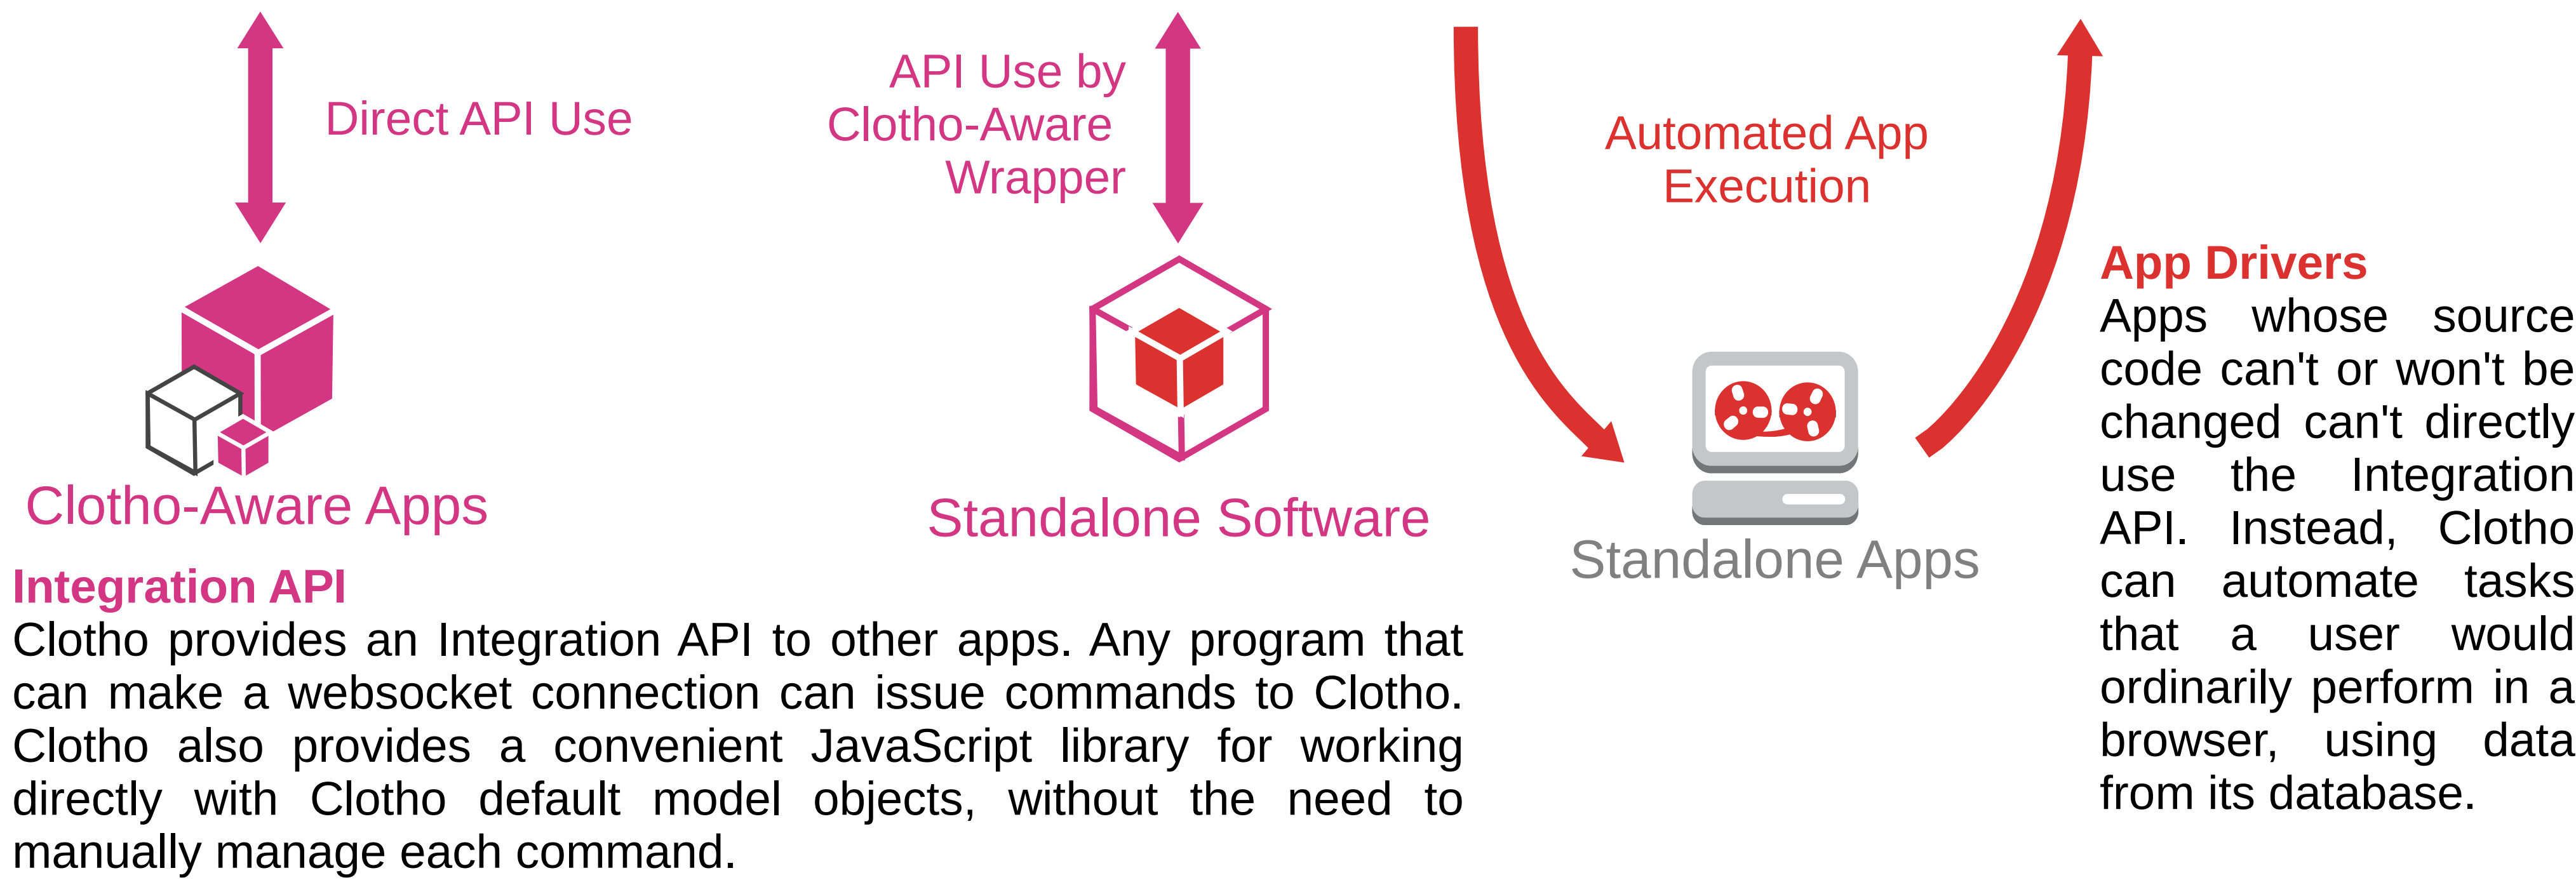 Direct API Use
API Use by
Clotho-Aware
Wrapper
Automated App
Execution
Clotho-Aware Apps
Standalone Software
Standalone Apps
Integration API
Clotho provides an Integration API to other apps. Any program that
can make a websocket connection can issue commands to Clotho.
Clotho also provides a convenient JavaScript library for working
directly with Clotho default model objects, without the need to
manually manage each command.
App Drivers
Apps whose source
code can't or won't be
changed can't directly
use the Integration
API. Instead, Clotho
can automate tasks
that a user would
ordinarily perform in a
browser, using data
from its database.